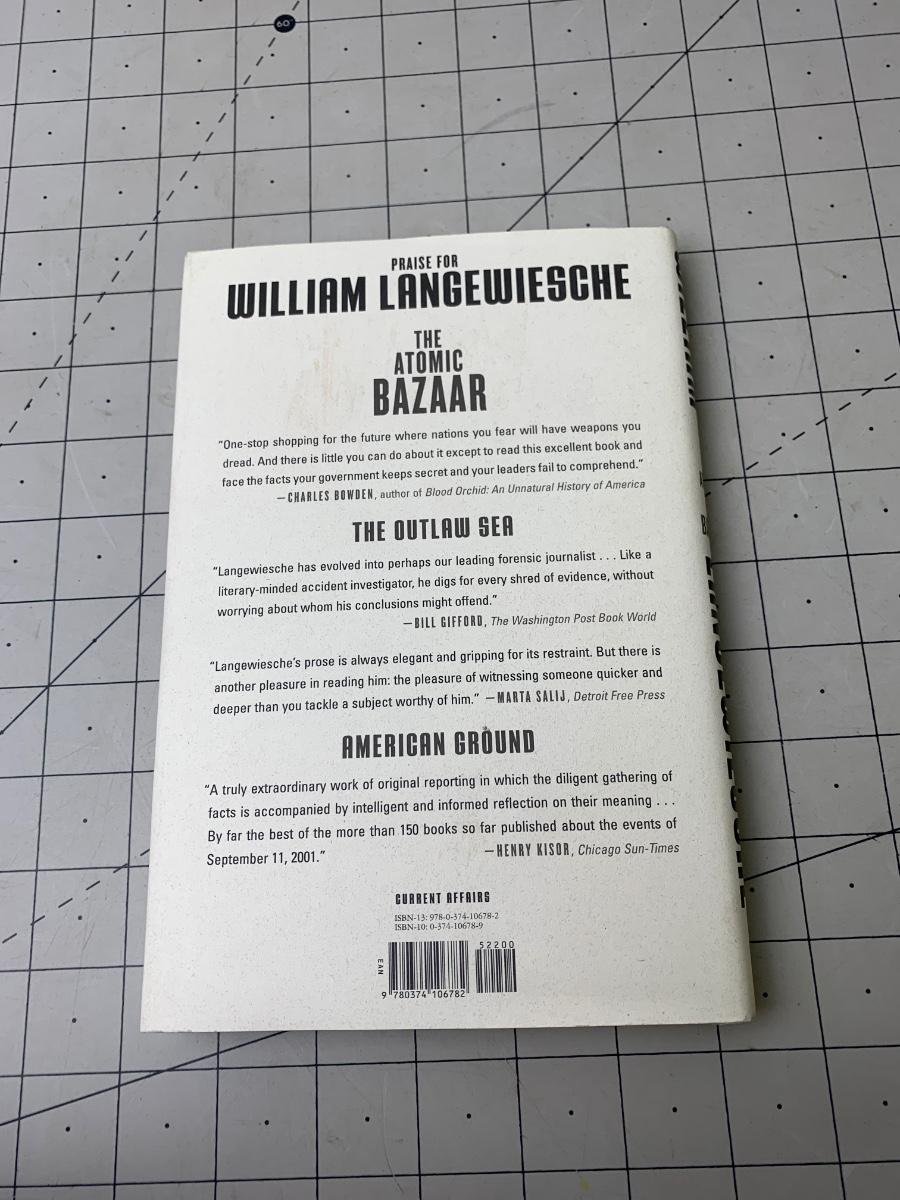 60°
PRAISE FOR
WILLIAM LANGEWIESCHE
THE
ATOMIC
BAZAAR
“One-stop shopping for the future where nations you fear will have weapons you
dread. And there is little you can do about it except to read this excellent book and
face the facts your government keeps secret and your leaders fail to comprehend.”
—CHARLES BOWDEN, author of Blood Orchid: An Unnatural History of America
THE OUTLAW SEA
“Langewiesche has evolved into perhaps our leading forensic journalist . . . Like a
literary-minded accident investigator, he digs for every shred of evidence, without
worrying about whom his conclusions might offend.”
—BILL GIFFORD, The Washington Post Book World
“Langewiesche’s prose is always elegant and gripping for its restraint. But there is
another pleasure in reading him: the pleasure of witnessing someone quicker and
deeper than you tackle a subject worthy of him.” —MARTA SALIJ, Detroit Free Press
AMERICAN GROUND
“A truly extraordinary work of original reporting in which the diligent gathering of
facts is accompanied by intelligent and informed reflection on their meaning . . .
By far the best of the more than 150 books so far published about the events of
September 11, 2001.” —HENRY KISOR, Chicago Sun-Times
CURRENT AFFAIRS
ISBN-13: 978-0-374-10678-2
ISBN-10: 0-374-10678-9
52200
EAN
9 780374 106782